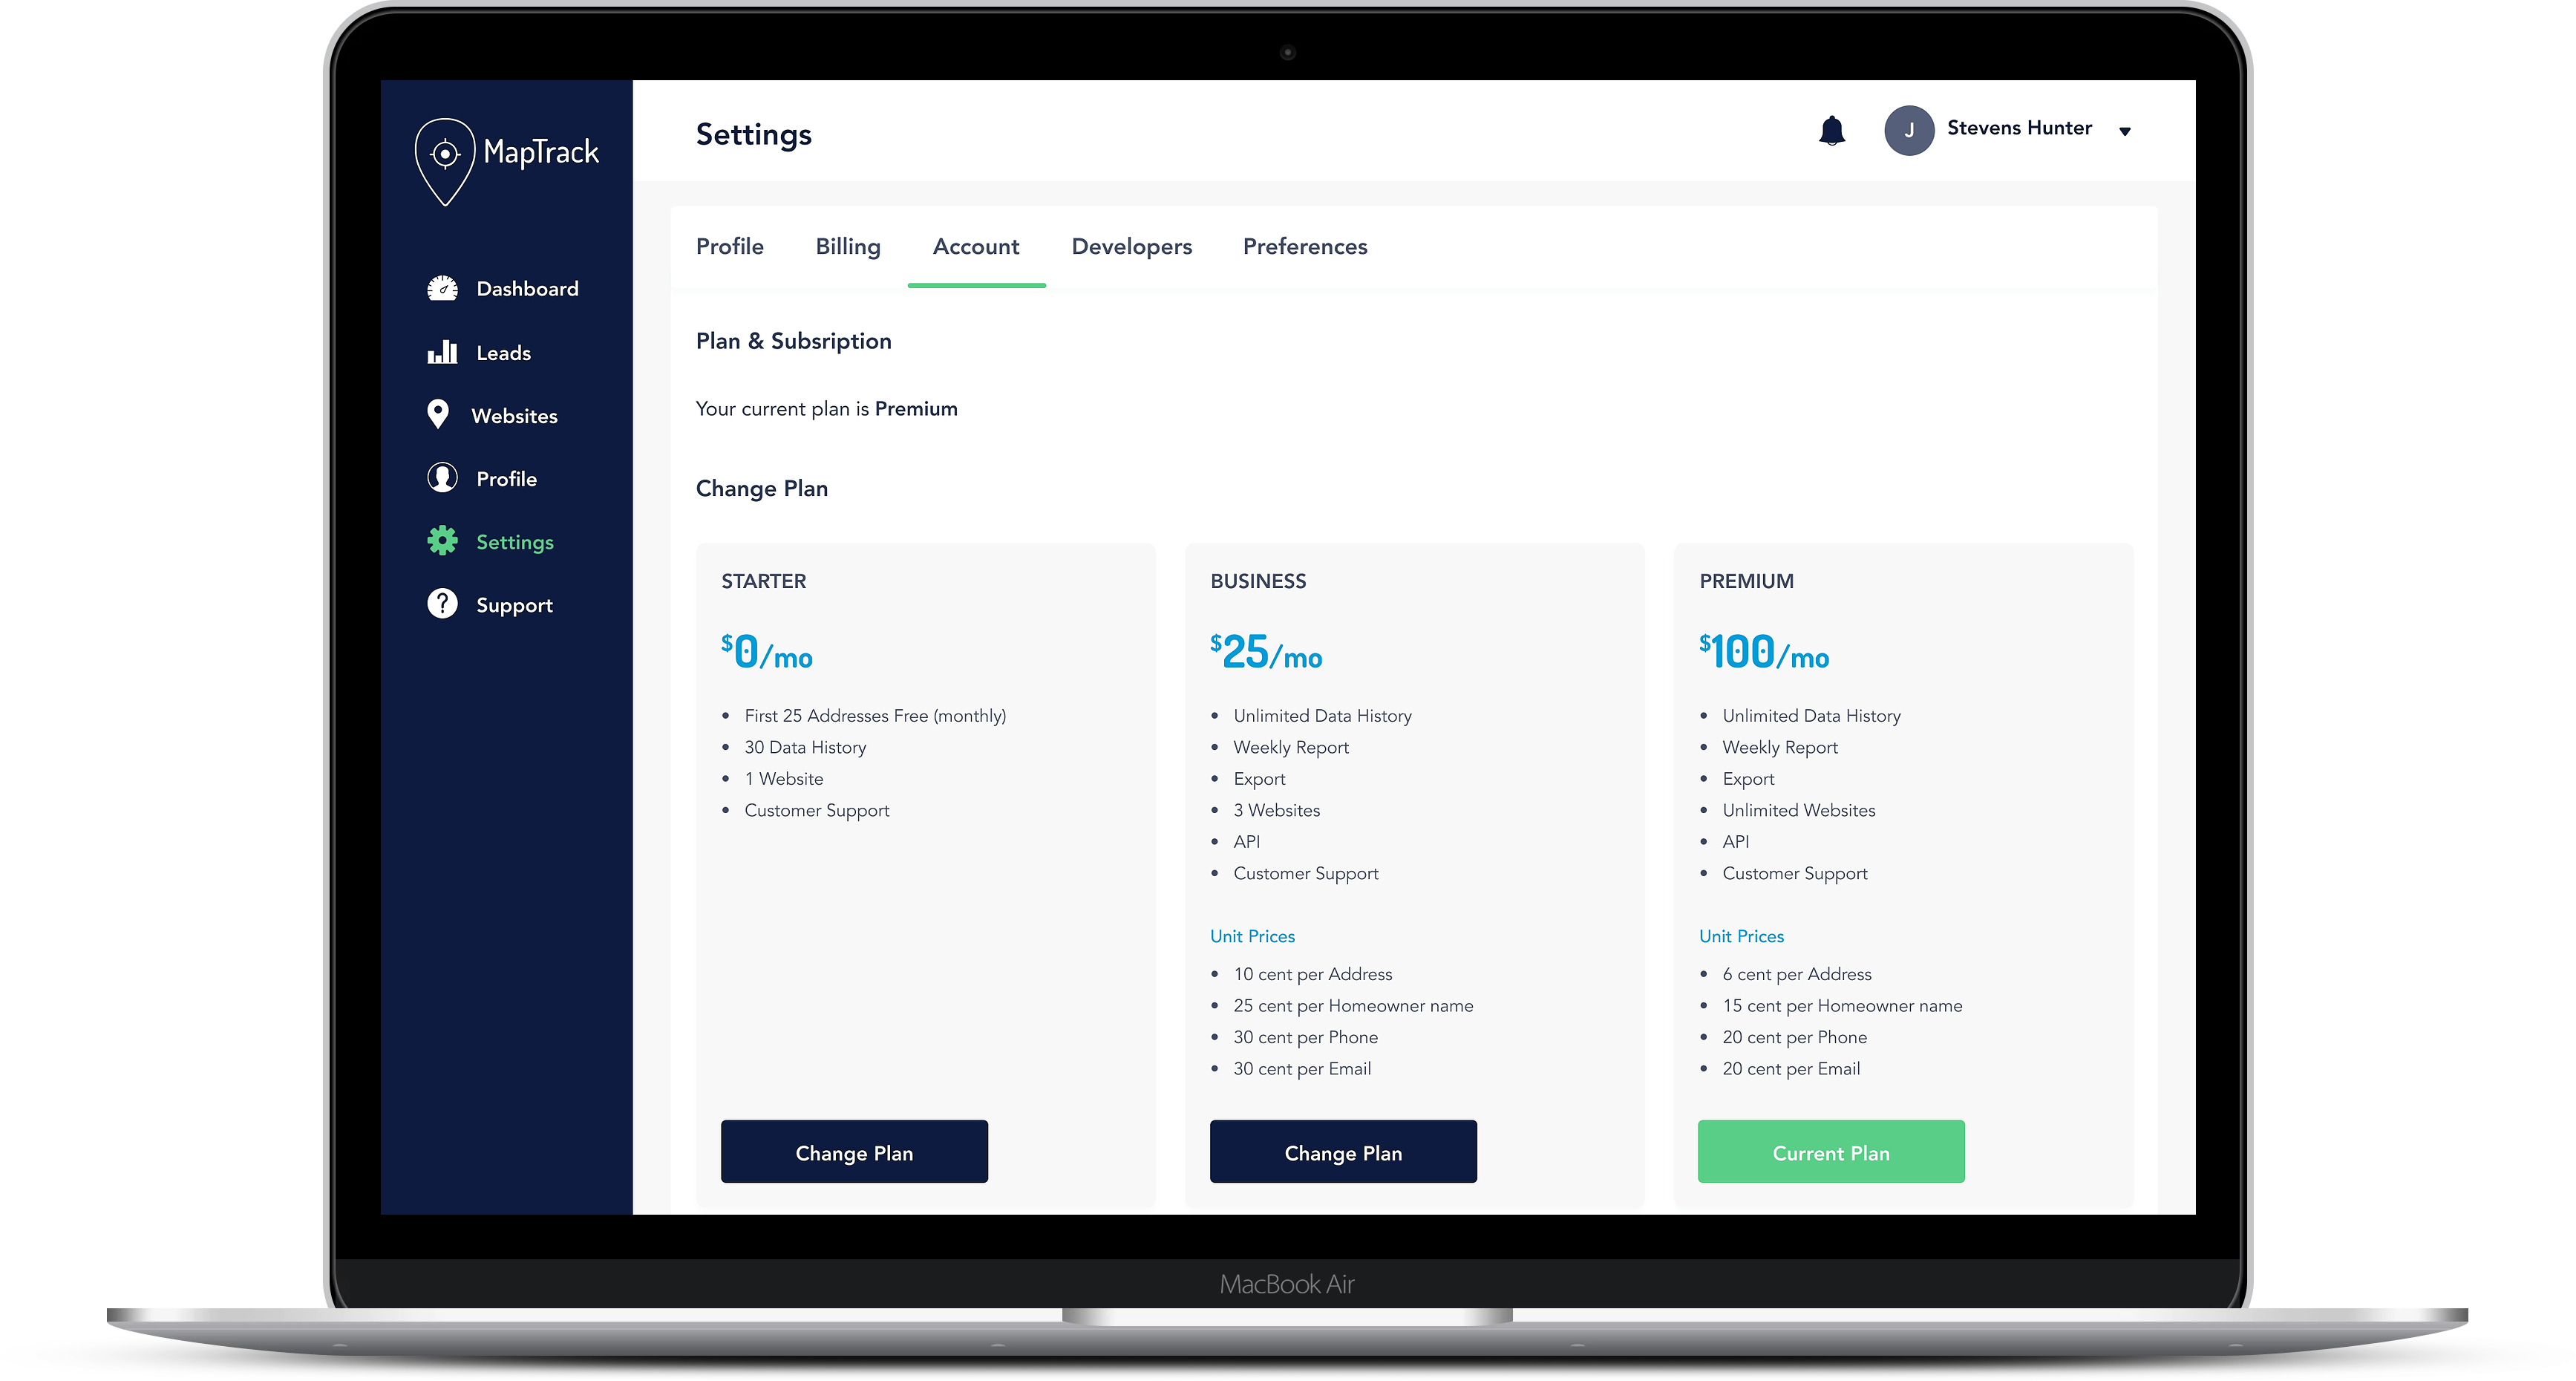 MapTrack
Settings
J
Stevens Hunter
Dashboard
Leads
Websites
Profile
Settings
Support
Profile Billing Account Developers Preferences
Plan & Subsription
Your current plan is Premium
Change Plan
STARTER
$0/mo
• First 25 Addresses Free (monthly)
• 30 Data History
• 1 Website
• Customer Support
Change Plan
BUSINESS
$25/mo
• Unlimited Data History
• Weekly Report
• Export
• 3 Websites
• API
• Customer Support
Unit Prices
• 10 cent per Address
• 25 cent per Homeowner name
• 30 cent per Phone
• 30 cent per Email
Change Plan
PREMIUM
$100/mo
• Unlimited Data History
• Weekly Report
• Export
• Unlimited Websites
• API
• Customer Support
Unit Prices
• 6 cent per Address
• 15 cent per Homeowner name
• 20 cent per Phone
• 20 cent per Email
Current Plan
MacBook Air